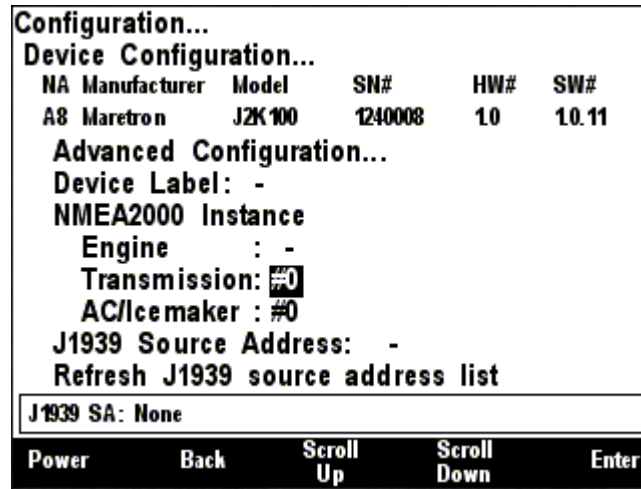 Configuration...
Device Configuration...
NA Manufacturer Model SN# HW# SW#
A8 Maretron J2K100 1240008 1.0 1.0.11
Advanced Configuration...
Device Label: -
NMEA2000 Instance
Engine : -
Transmission: #0
AC/Icemaker : #0
J1939 Source Address: -
Refresh J1939 source address list
J1939 SA: None
Power Back Scroll Up Scroll Down Enter